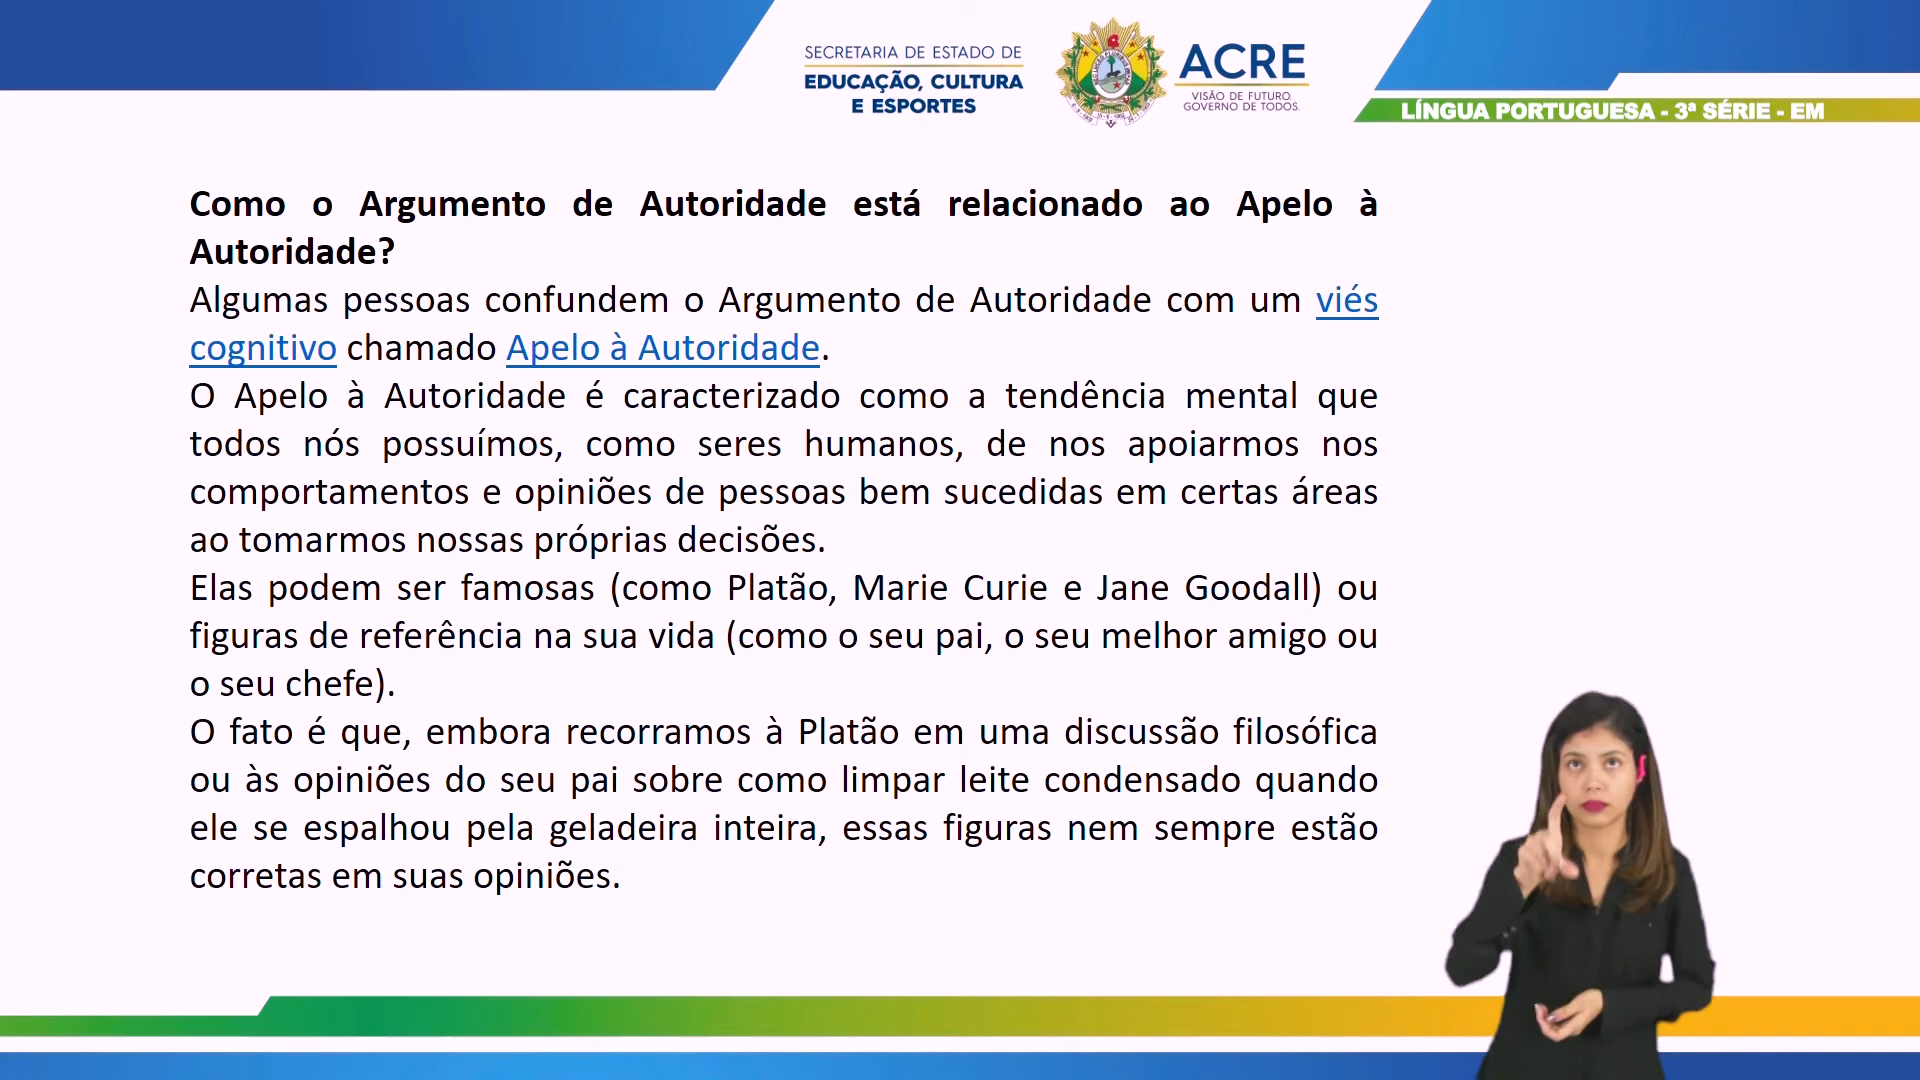 SECRETARIA DE ESTADO DE
EDUCAÇÃO, CULTURA
E ESPORTES
ACRE
VISÃO DE FUTURO.
GOVERNO DE TODOS.
LÍNGUA PORTUGUESA - 3ª SÉRIE - EM
Como o Argumento de Autoridade está relacionado ao Apelo à
Autoridade?
Algumas pessoas confundem o Argumento de Autoridade com um viés
cognitivo chamado Apelo à Autoridade.
O Apelo à Autoridade é caracterizado como a tendência mental que
todos nós possuímos, como seres humanos, de nos apoiarmos nos
comportamentos e opiniões de pessoas bem sucedidas em certas áreas
ao tomarmos nossas próprias decisões.
Elas podem ser famosas (como Platão, Marie Curie e Jane Goodall) ou
figuras de referência na sua vida (como o seu pai, o seu melhor amigo ou
o seu chefe).
O fato é que, embora recorramos à Platão em uma discussão filosófica
ou às opiniões do seu pai sobre como limpar leite condensado quando
ele se espalhou pela geladeira inteira, essas figuras nem sempre estão
corretas em suas opiniões.